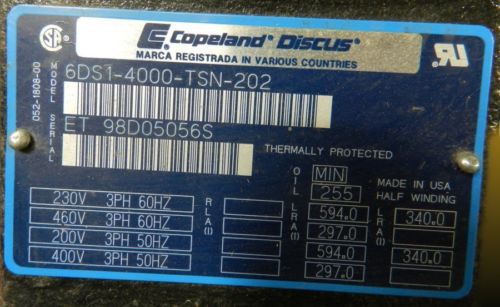 Copeland® Discus®
MARCA REGISTRADA IN VARIOUS COUNTRIES
052-1808-00
MODEL 6DS1-4000-TSN-202
SERIAL ET 98D05056S
THERMALLY PROTECTED
OIL MIN 255
MADE IN USA
HALF WINDING
RLA(I) LRA(I) LRA(I)
230V 3PH 60HZ 594.0 340.0
460V 3PH 60HZ 297.0
200V 3PH 50HZ 594.0 340.0
400V 3PH 50HZ 297.0